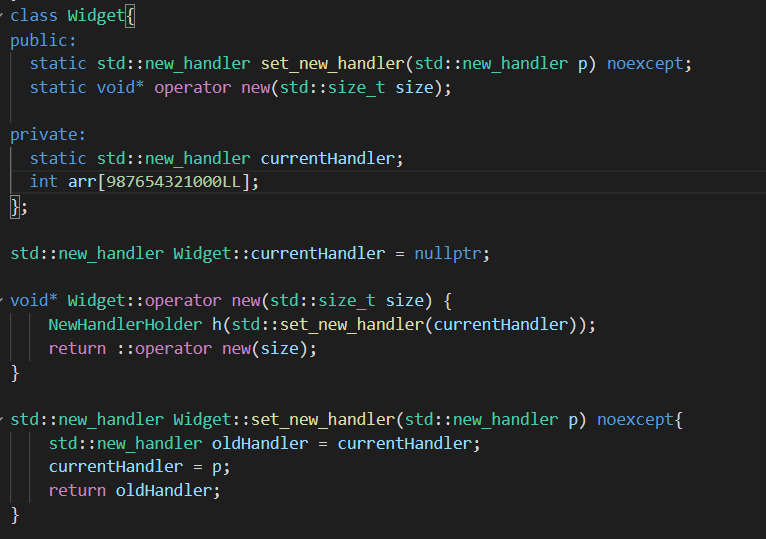 class Widget{
public:
  static std::new_handler set_new_handler(std::new_handler p) noexcept;
  static void* operator new(std::size_t size);

private:
  static std::new_handler currentHandler;
  int arr[987654321000LL];
};

std::new_handler Widget::currentHandler = nullptr;

void* Widget::operator new(std::size_t size) {
    NewHandlerHolder h(std::set_new_handler(currentHandler));
    return ::operator new(size);
}

std::new_handler Widget::set_new_handler(std::new_handler p) noexcept{
    std::new_handler oldHandler = currentHandler;
    currentHandler = p;
    return oldHandler;
}